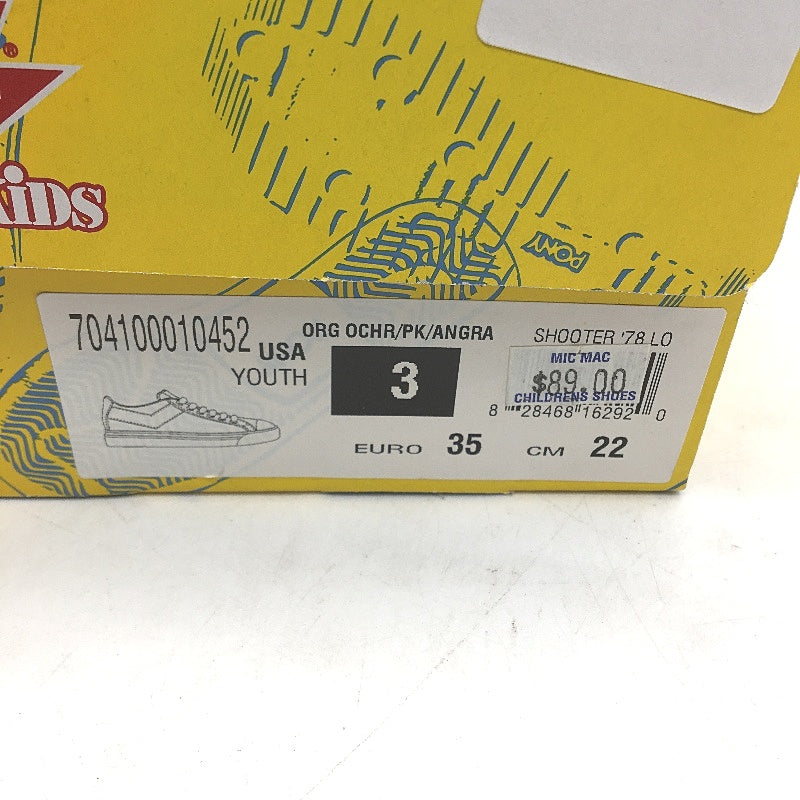 ®
KiDS
PONY
704100010452
USA
YOUTH
ORG OCHR/PK/ANGRA
3
EURO 35
CM 22
SHOOTER '78 LO
MIC MAC
$89.00
CHILDRENS SHOES
8 28468 16292 0